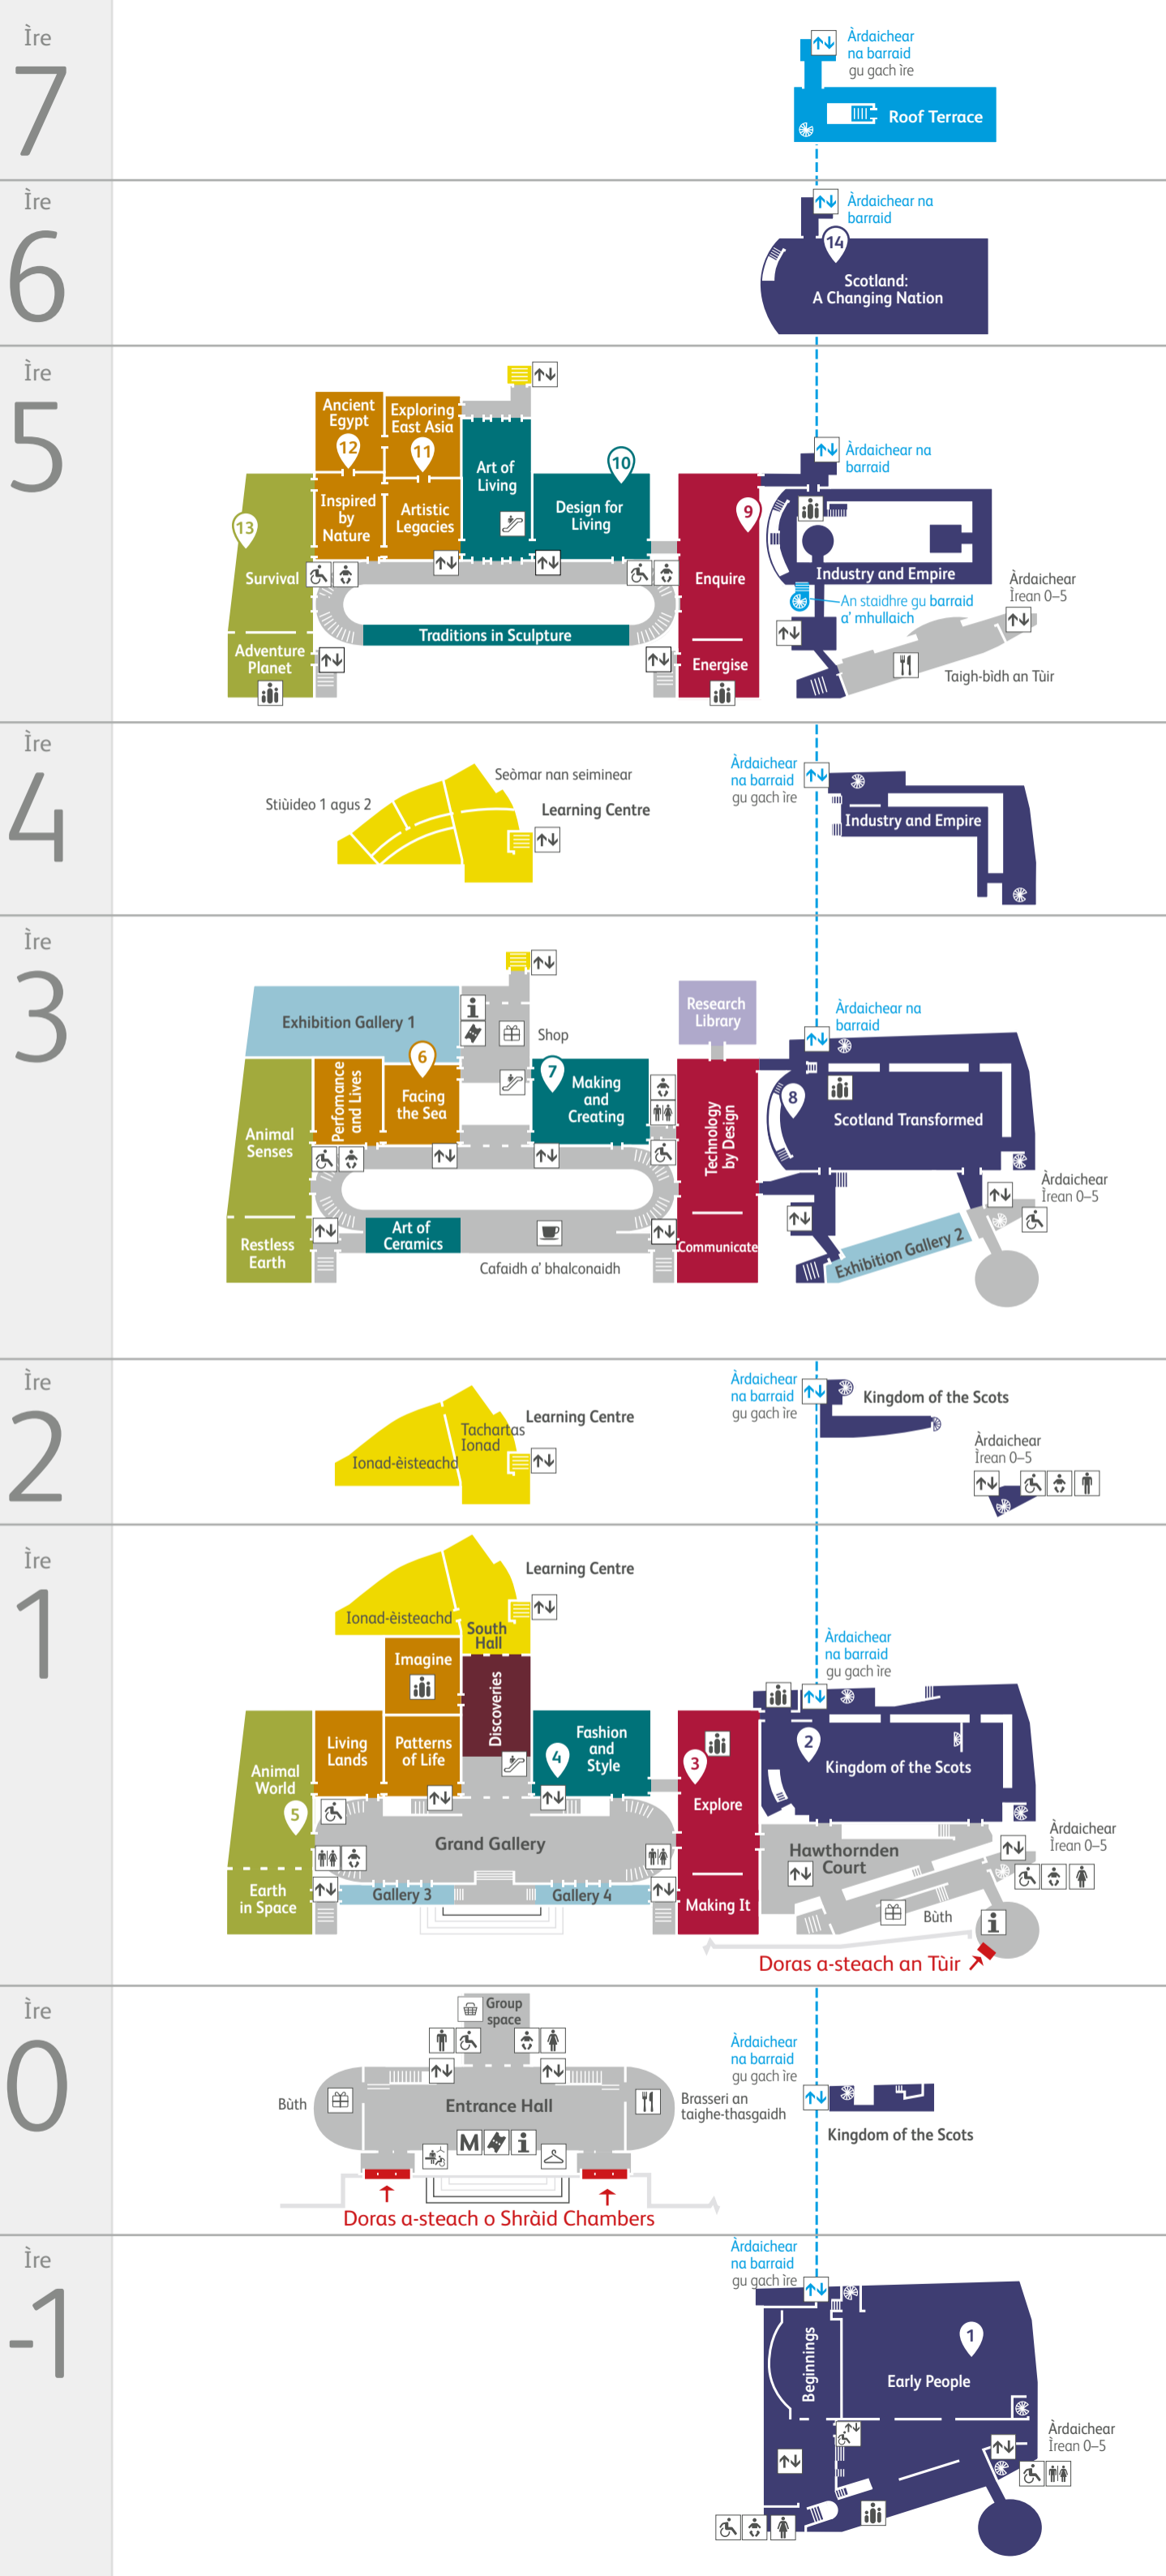 Ìre
7
Àrdaichear
na barraid
gu gach ìre
Roof Terrace
Ìre
6
Àrdaichear na
barraid
14
Scotland:
A Changing Nation
Ìre
5
Ancient
Egypt
12
Exploring
East Asia
11
Art of
Living
10
Design for
Living
Inspired
by
Nature
Artistic
Legacies
13
Survival
Adventure
Planet
Traditions in Sculpture
9
Enquire
Energise
Àrdaichear na
barraid
Industry and Empire
An staidhre gu barraid
a' mhullaich
Àrdaichear
Ìrean 0–5
Taigh-bìdh an Tùir
Ìre
4
Seòmar nan seiminear
Stiùideo 1 agus 2
Learning Centre
Àrdaichear
na barraid
gu gach ìre
Industry and Empire
Ìre
3
Exhibition Gallery 1
Shop
Research
Library
Àrdaichear na
barraid
Perfomance
and Lives
6
Facing
the Sea
7
Making
and
Creating
Technology
by Design
8
Scotland Transformed
Animal
Senses
Restless
Earth
Art of
Ceramics
Cafaidh a' bhalconaidh
Communicate
Exhibition Gallery 2
Àrdaichear
Ìrean 0–5
Ìre
2
Learning Centre
Tachartas
Ionad
Ionad-èisteachd
Àrdaichear
na barraid
gu gach ìre
Kingdom of the Scots
Àrdaichear
Ìrean 0–5
Ìre
1
Learning Centre
Ionad-èisteachd
South
Hall
Imagine
Discoveries
Living
Lands
Patterns
of Life
4
Fashion
and
Style
Animal
World
5
Earth
in Space
Grand Gallery
Gallery 3
Gallery 4
3
Explore
Making It
Àrdaichear
na barraid
gu gach ìre
2
Kingdom of the Scots
Hawthornden
Court
Àrdaichear
Ìrean 0–5
Bùth
Doras a-steach an Tùir
Ìre
0
Group
space
Bùth
Entrance Hall
Brasseri an
taighe-thasgaidh
M
Doras a-steach o Shràid Chambers
Àrdaichear
na barraid
gu gach ìre
Kingdom of the Scots
Ìre
-1
Àrdaichear
na barraid
gu gach ìre
Beginnings
1
Early People
Àrdaichear
Ìrean 0–5